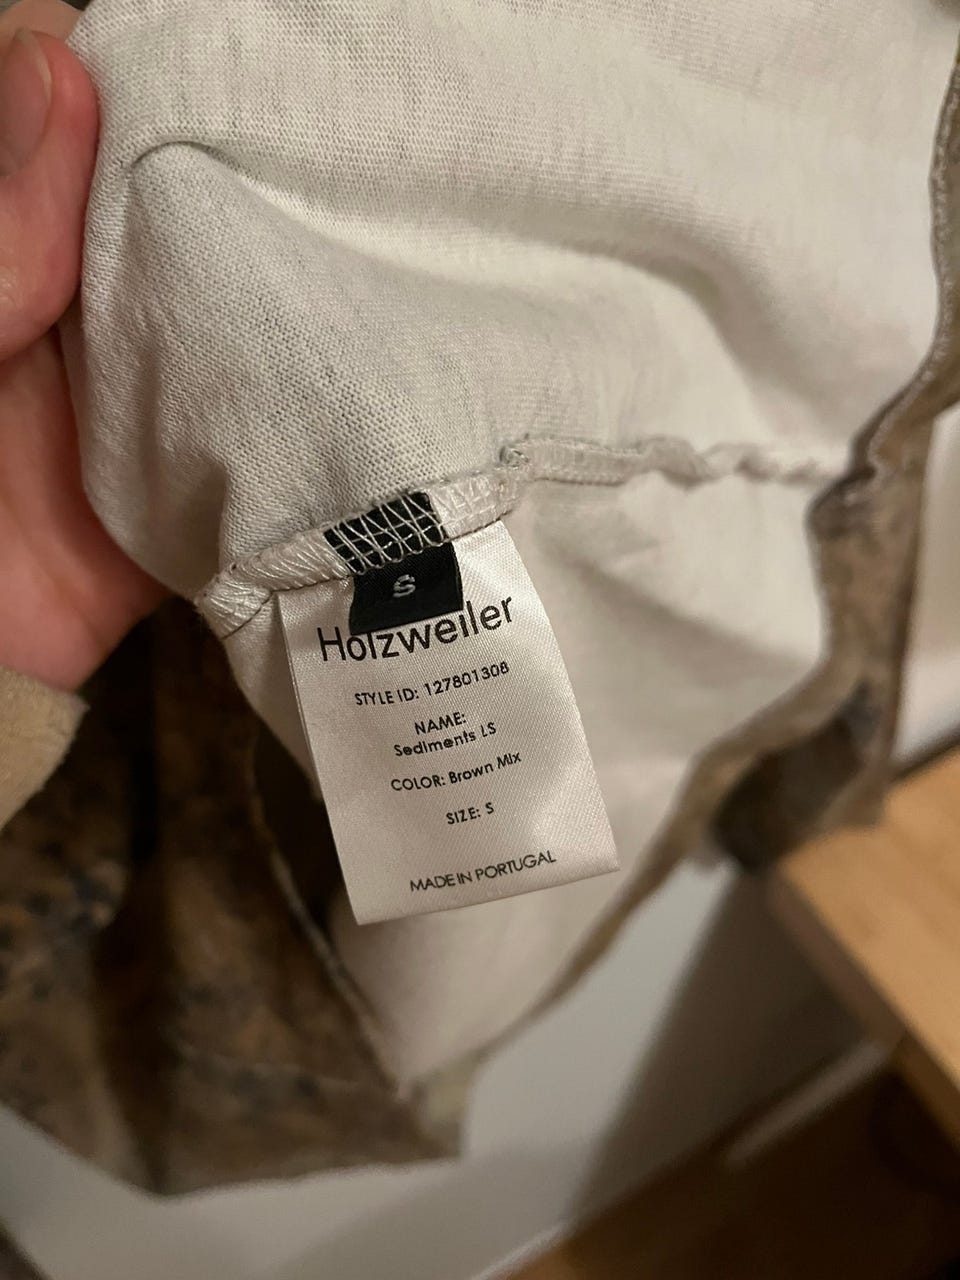 S
Holzweiler
STYLE ID: 127801308
NAME:
Sediments LS
COLOR: Brown Mix
SIZE: S
MADE IN PORTUGAL